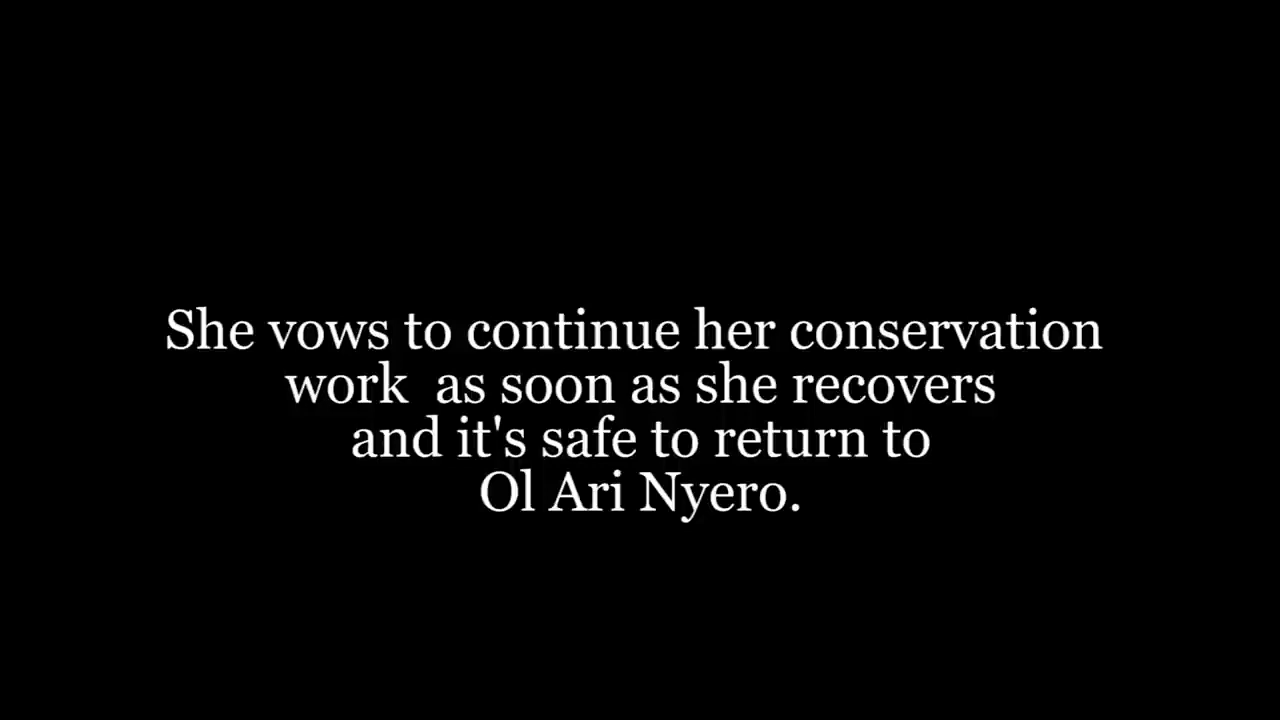 She vows to continue her conservation
work  as soon as she recovers
and it's safe to return to
Ol Ari Nyero.